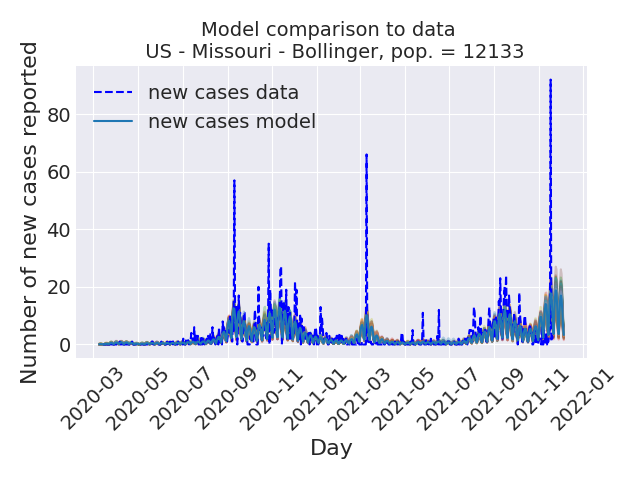 Model comparison to data
US - Missouri - Bollinger, pop. = 12133
new cases data
new cases model
Number of new cases reported
80
60
40
20
0
2020-03
2020-05
2020-07
2020-09
2020-11
2021-01
2021-03
2021-05
2021-07
2021-09
2021-11
2022-01
Day